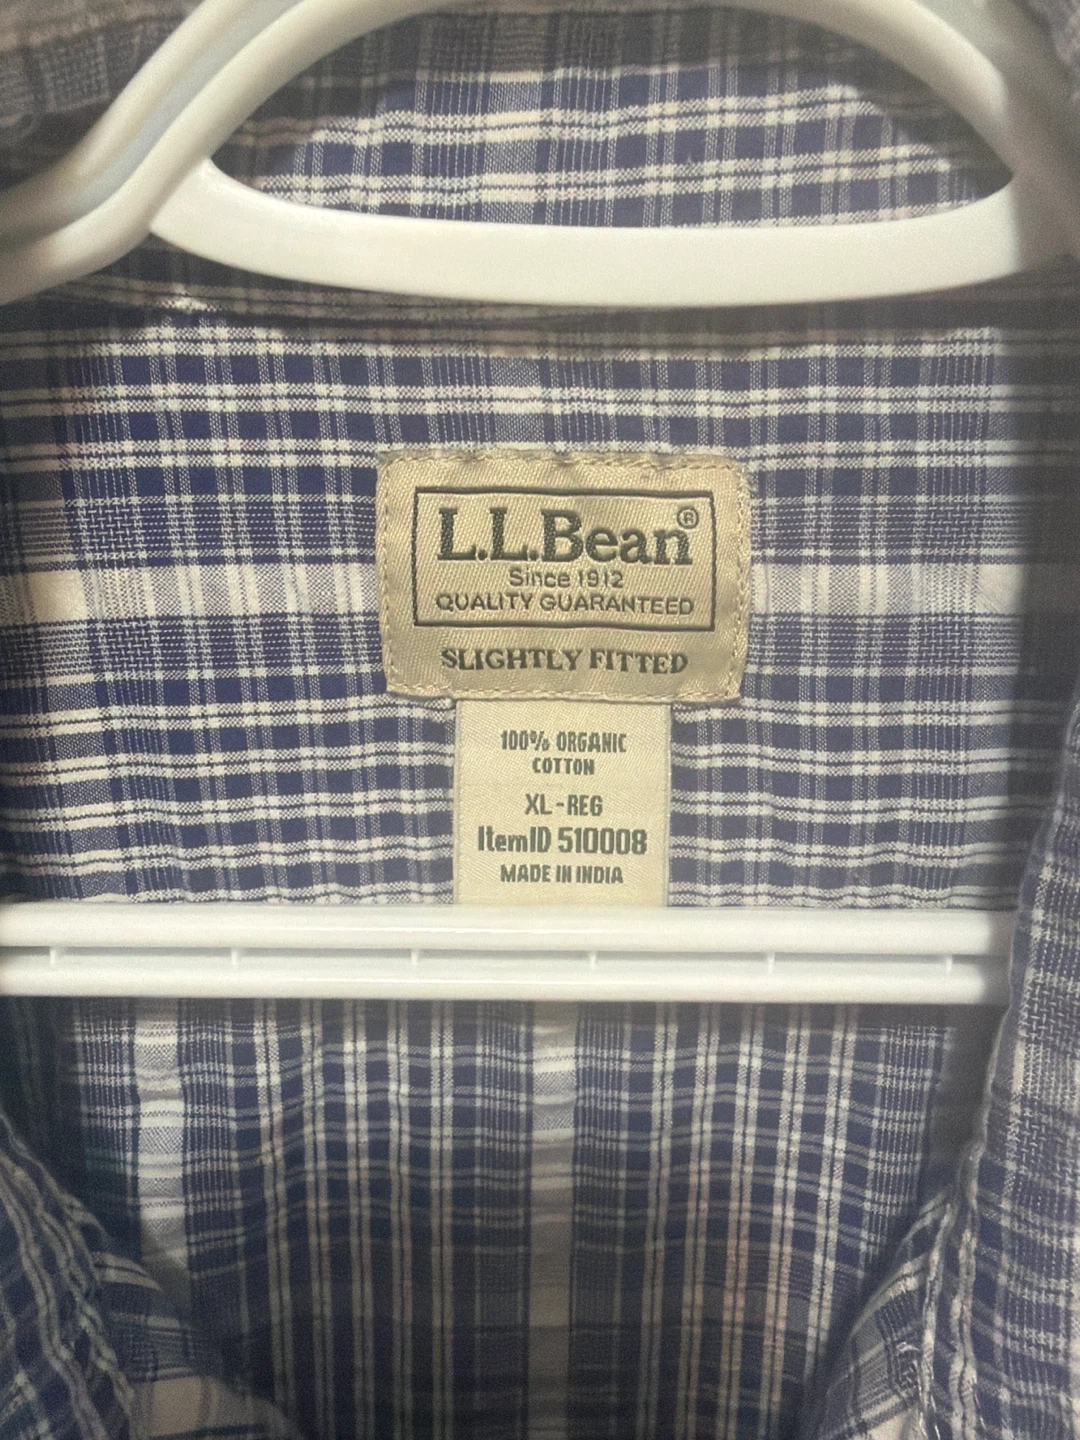 L.L.Bean®
Since 1912
QUALITY GUARANTEED
SLIGHTLY FITTED
100% ORGANIC
COTTON
XL-REG
ItemID 510008
MADE IN INDIA